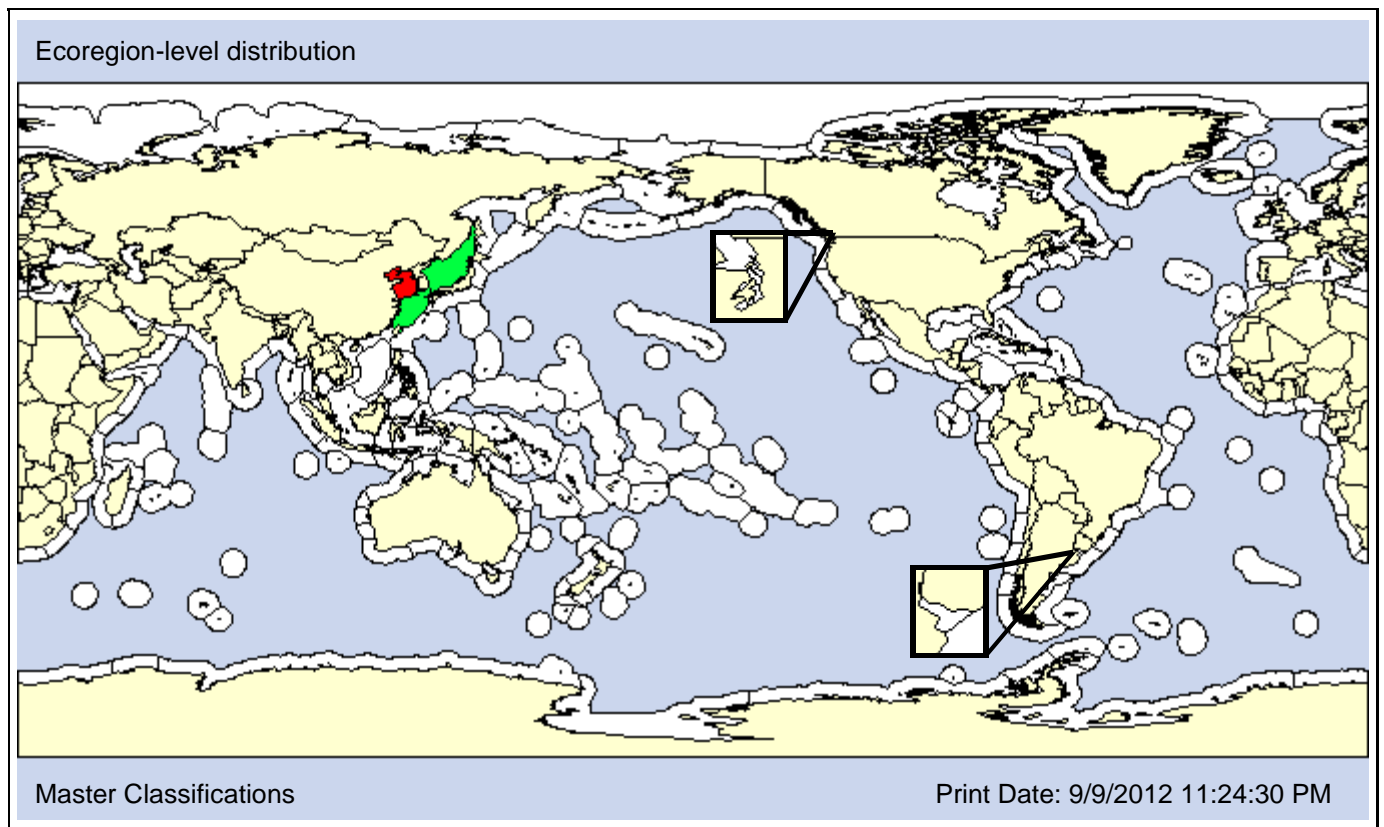 Ecoregion-level distribution
Master Classifications
Print Date: 9/9/2012 11:24:30 PM